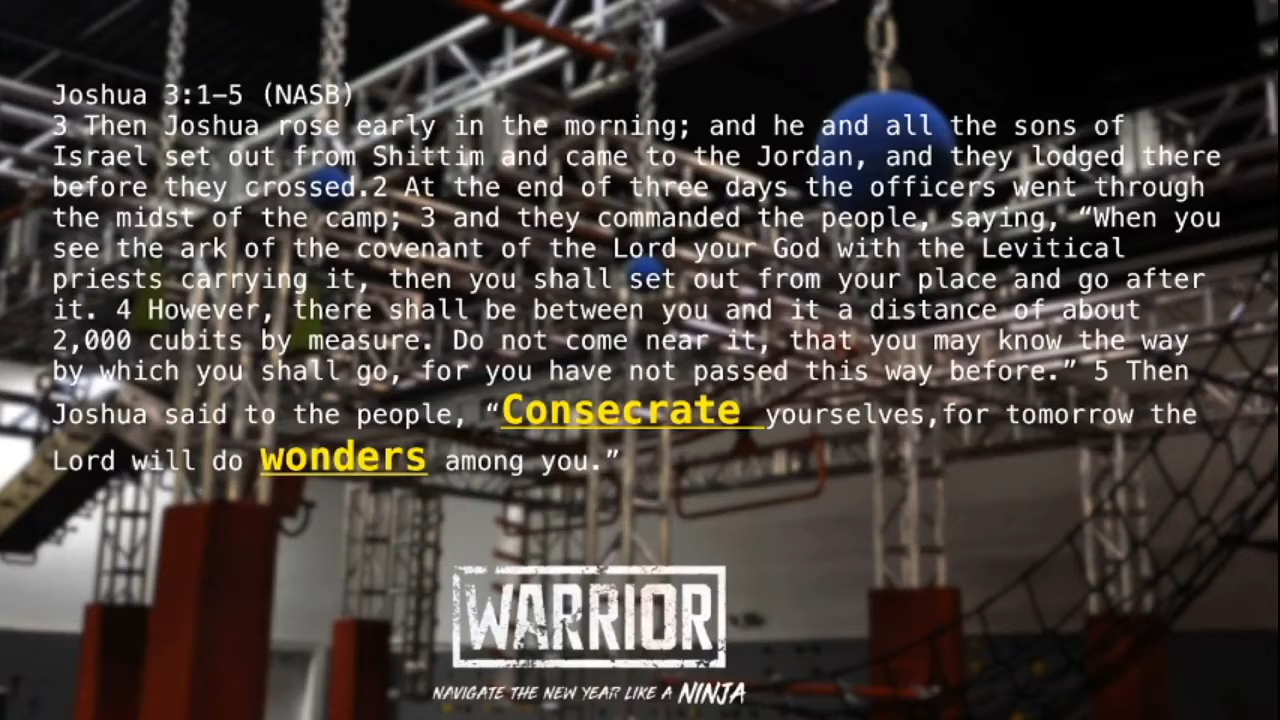 Joshua 3:1–5 (NASB)
3 Then Joshua rose early in the morning; and he and all the sons of
Israel set out from Shittim and came to the Jordan, and they lodged there
before they crossed.2 At the end of three days the officers went through
the midst of the camp; 3 and they commanded the people, saying, “When you
see the ark of the covenant of the Lord your God with the Levitical
priests carrying it, then you shall set out from your place and go after
it. 4 However, there shall be between you and it a distance of about
2,000 cubits by measure. Do not come near it, that you may know the way
by which you shall go, for you have not passed this way before.” 5 Then
Joshua said to the people, “Consecrate yourselves,for tomorrow the
Lord will do wonders among you.”
WARRIOR
NAVIGATE THE NEW YEAR LIKE A NINJA